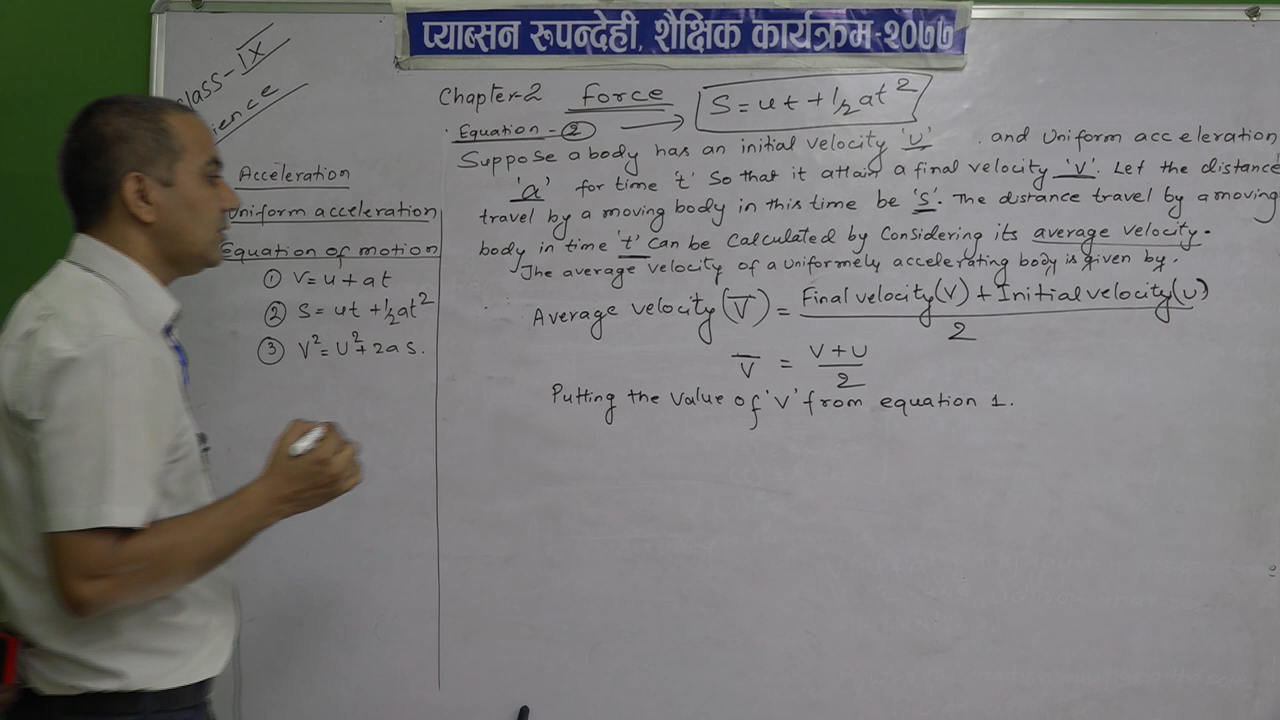 प्याब्सन रुपन्देही, शैक्षिक कार्यक्रम-२०७७
Class-IX
Acceleration
Uniform acceleration
Equation of motion
① V=u+at
② S=ut+1/2at²
③ V²=U²+2as.
Chapter-2 Force S=ut+1/2at²
Equation-②
Suppose a body has an initial velocity 'U' and Uniform acceleration
'a' for time 't' So that it attain a final velocity 'V'. Let the distance
travel by a moving body in this time be 'S'. The distance travel by a moving
body in time 't' can be calculated by considering its average velocity.
The average velocity of a uniformely accelerating body is given by.
Average velocity (V̅) = Final velocity(V) + Initial velocity(U) / 2
V̅ = V+U / 2
Putting the value of 'V' from equation 1.